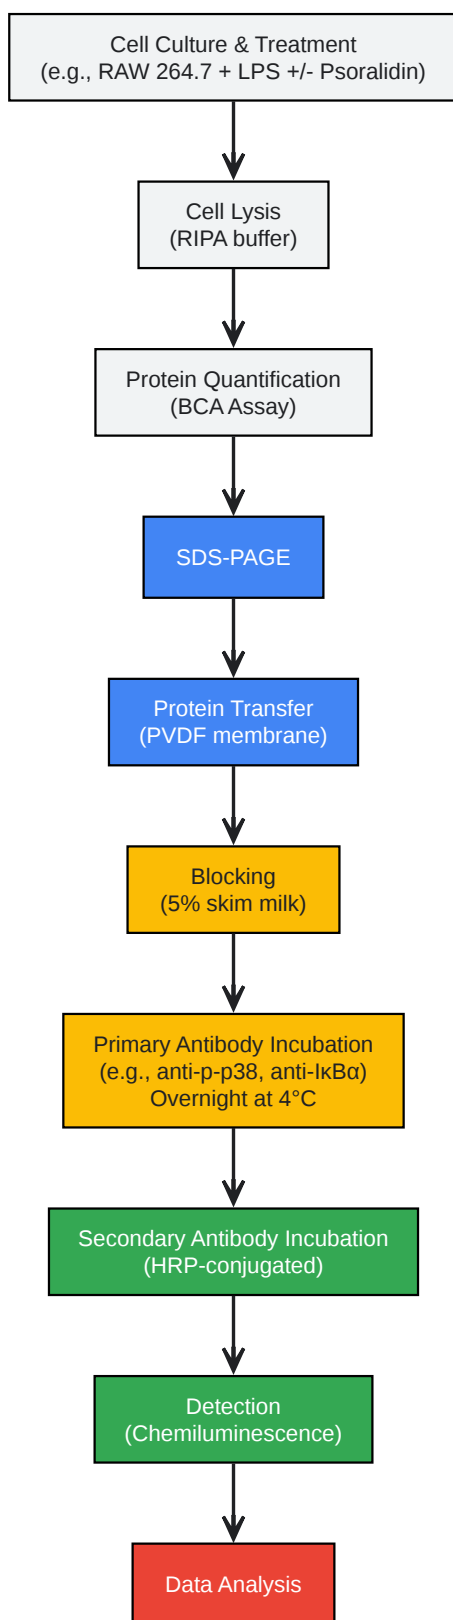 Cell Culture & Treatment
(e.g., RAW 264.7 + LPS +/- Psoralidin)
Cell Lysis
(RIPA buffer)
Protein Quantification
(BCA Assay)
SDS-PAGE
Protein Transfer
(PVDF membrane)
Blocking
(5% skim milk)
Primary Antibody Incubation
(e.g., anti-p-p38, anti-IκBα)
Overnight at 4°C
Secondary Antibody Incubation
(HRP-conjugated)
Detection
(Chemiluminescence)
Data Analysis